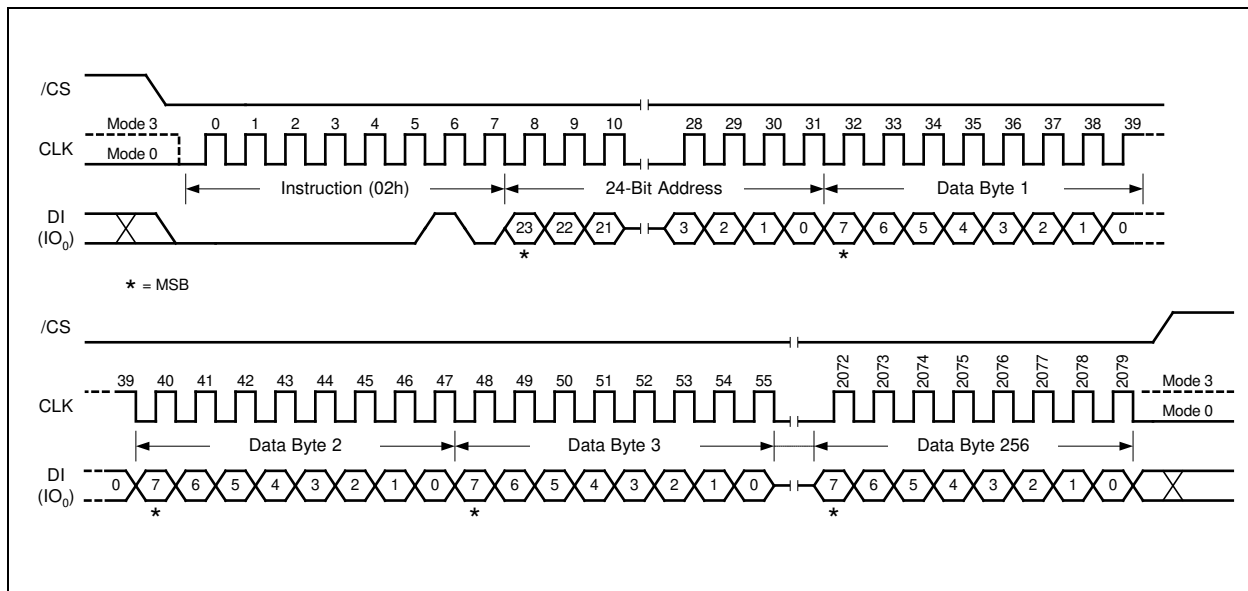 /CS
Mode 3 0 1 2 3 4 5 6 7 8 9 10 28 29 30 31 32 33 34 35 36 37 38 39
CLK Mode 0
Instruction (02h) 24-Bit Address Data Byte 1
DI
(IO0) 23 22 21 3 2 1 0 7 6 5 4 3 2 1 0
* *
* = MSB
/CS
39 40 41 42 43 44 45 46 47 48 49 50 51 52 53 54 55 2072 2073 2074 2075 2076 2077 2078 2079
Mode 3
CLK Mode 0
Data Byte 2 Data Byte 3 Data Byte 256
DI
(IO0) 0 7 6 5 4 3 2 1 0 7 6 5 4 3 2 1 0 7 6 5 4 3 2 1 0
* * *